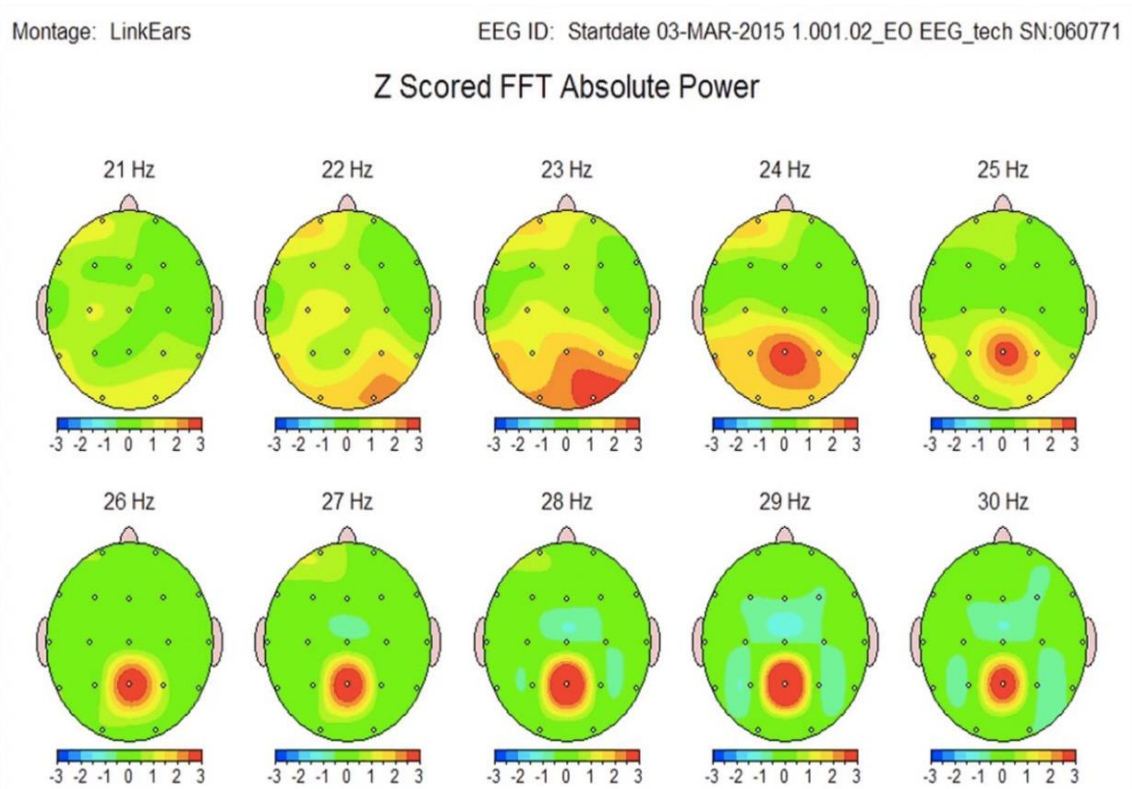 Montage: LinkEars EEG ID: Startdate 03-MAR-2015 1.001.02_EO EEG_tech SN:060771
Z Scored FFT Absolute Power
21 Hz 22 Hz 23 Hz 24 Hz 25 Hz
-3 -2 -1 0 1 2 3 -3 -2 -1 0 1 2 3 -3 -2 -1 0 1 2 3 -3 -2 -1 0 1 2 3 -3 -2 -1 0 1 2 3
26 Hz 27 Hz 28 Hz 29 Hz 30 Hz
-3 -2 -1 0 1 2 3 -3 -2 -1 0 1 2 3 -3 -2 -1 0 1 2 3 -3 -2 -1 0 1 2 3 -3 -2 -1 0 1 2 3